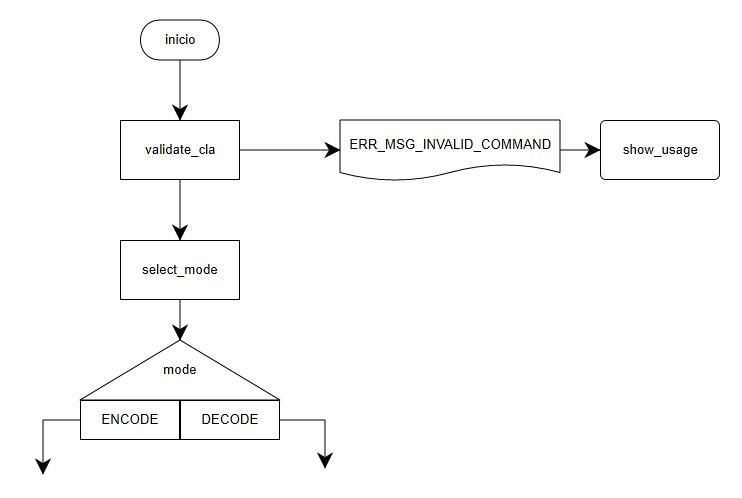 inicio
validate_cla
ERR_MSG_INVALID_COMMAND
show_usage
select_mode
mode
ENCODE
DECODE